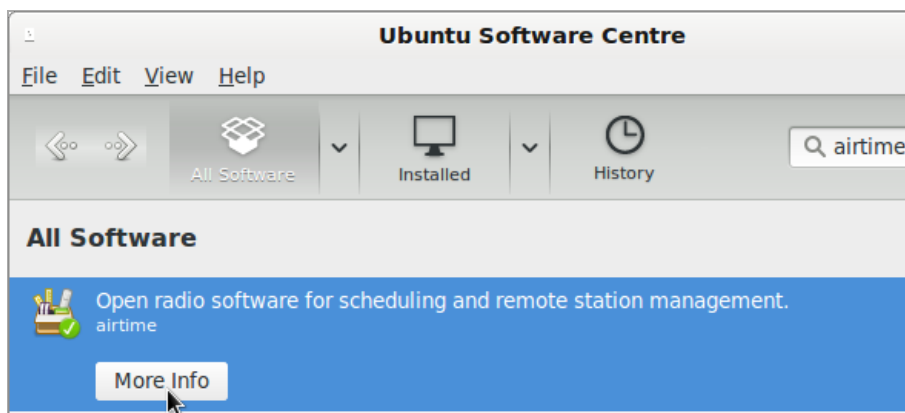 Ubuntu Software Centre
File Edit View Help
All Software Installed History airtime
All Software
Open radio software for scheduling and remote station management.
airtime
More Info